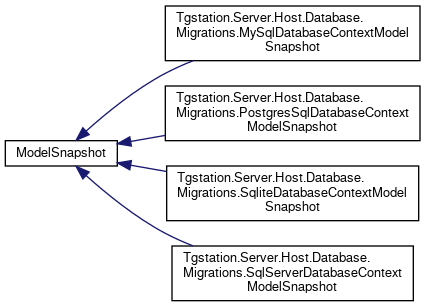 Tgstation.Server.Host.Database.
Migrations.MySqlDatabaseContextModel
Snapshot
Tgstation.Server.Host.Database.
Migrations.PostgresSqlDatabaseContext
ModelSnapshot
ModelSnapshot
Tgstation.Server.Host.Database.
Migrations.SqliteDatabaseContextModel
Snapshot
Tgstation.Server.Host.Database.
Migrations.SqlServerDatabaseContext
ModelSnapshot